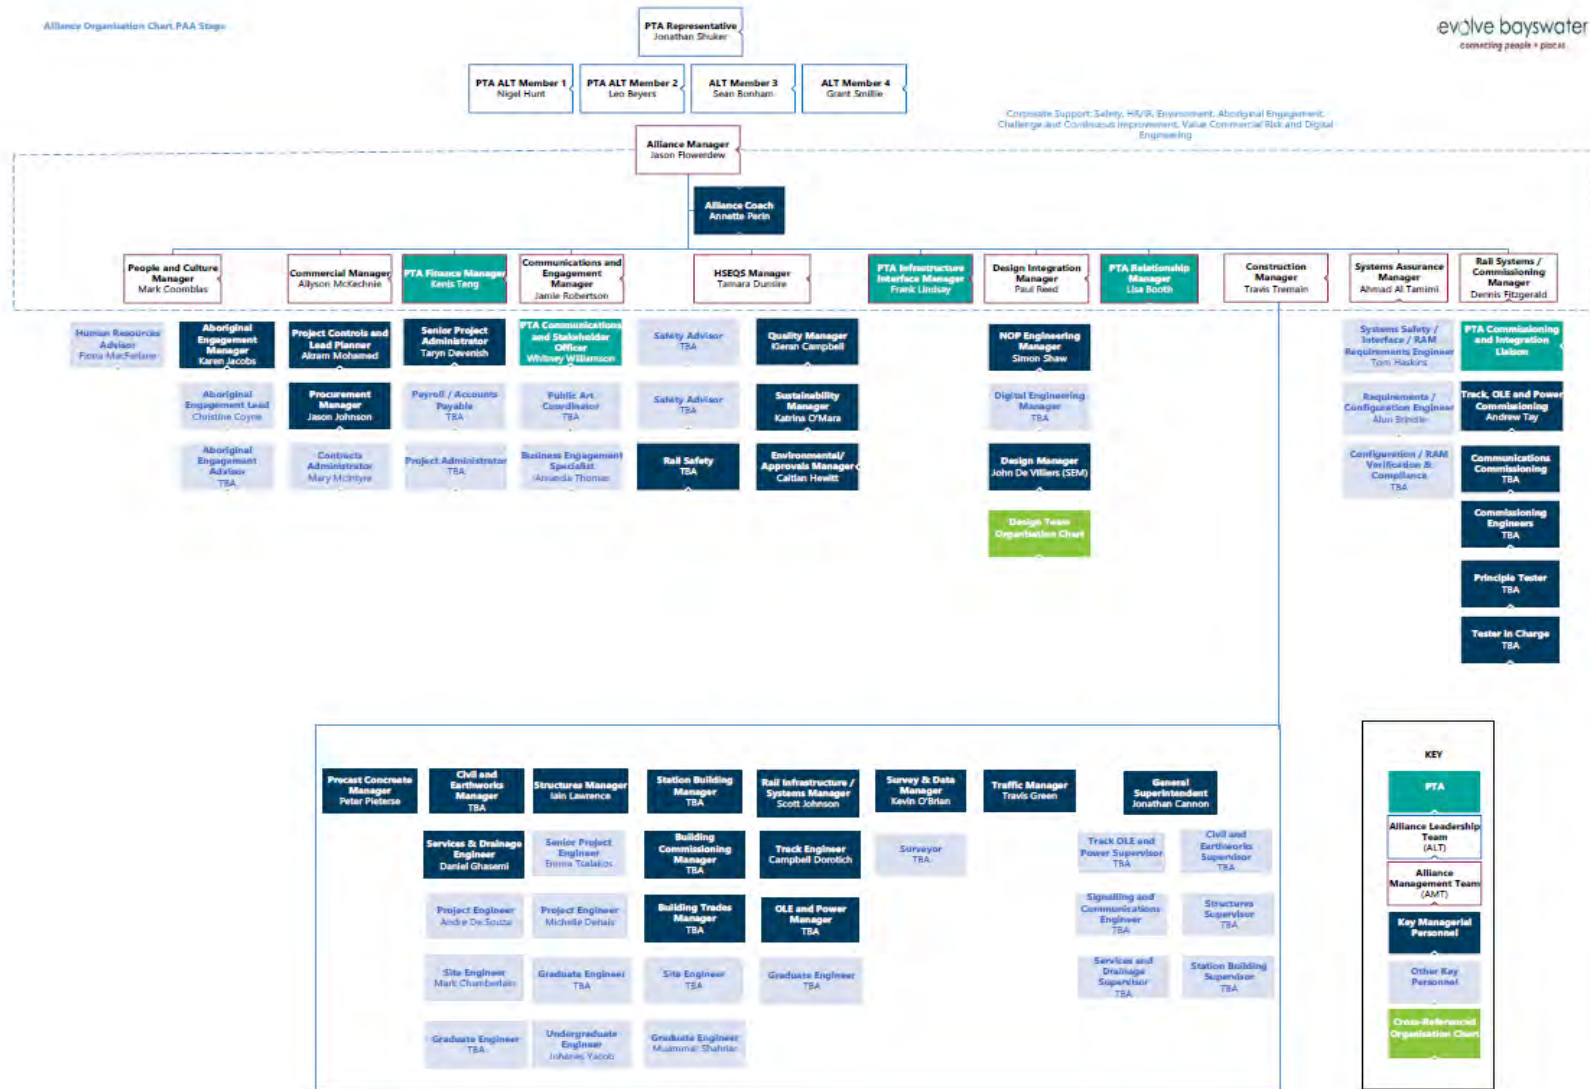 Alliance Organisation Chart PAA Stage
evolve bayswater
connecting people + places
PTA Representative
Jonathan Shuker
PTA ALT Member 1
Nigel Hunt
PTA ALT Member 2
Leo Beyers
ALT Member 3
Sean Bonham
ALT Member 4
Grant Smillie
Corporate Support: Safety, HR/IR, Environment, Aboriginal Engagement,
Challenge and Continuous Improvement, Value Commercial Risk and Digital
Engineering
Alliance Manager
Jason Flowerdew
Alliance Coach
Annette Perin
People and Culture
Manager
Mark Coomblas
Commercial Manager
Allyson McKechnie
PTA Finance Manager
Kenis Teng
Communications and
Engagement
Manager
Jamie Robertson
HSEQS Manager
Tamara Dunsire
PTA Infrastructure
Interface Manager
Frank Lindsay
Design Integration
Manager
Paul Reed
PTA Relationship
Manager
Lisa Booth
Construction
Manager
Travis Tremain
Systems Assurance
Manager
Ahmad Al Tamimi
Rail Systems /
Commissioning
Manager
Dennis Fitzgerald
Human Resources
Advisor
Fiona MacFarlane
Aboriginal
Engagement
Manager
Karen Jacobs
Project Controls and
Lead Planner
Akram Mohamed
Senior Project
Administrator
Taryn Devenish
PTA Communications
and Stakeholder
Officer
Whitney Williamson
Safety Advisor
TBA
Quality Manager
Kieran Campbell
NOP Engineering
Manager
Simon Shaw
Systems Safety /
Interface / RAM
Requirements Engineer
Tom Haskins
PTA Commissioning
and Integration
Liaison
Aboriginal
Engagement Lead
Christine Coyne
Procurement
Manager
Jason Johnson
Payroll / Accounts
Payable
TBA
Public Art
Coordinator
TBA
Safety Advisor
TBA
Sustainability
Manager
Katrina O'Mara
Digital Engineering
Manager
TBA
Requirements /
Configuration Engineer
Alun Brindle
Track, OLE and Power
Commissioning
Andrew Tay
Aboriginal
Engagement
Advisor
TBA
Contracts
Administrator
Mary McIntyre
Project Administrator
TBA
Business Engagement
Specialist
Amanda Thomas
Rail Safety
TBA
Environmental/
Approvals Manager
Caitlan Hewitt
Design Manager
John De Villiers (SEM)
Configuration / RAM
Verification &
Compliance
TBA
Communications
Commissioning
TBA
Design Team
Organisation Chart
Commissioning
Engineers
TBA
Principle Tester
TBA
Tester in Charge
TBA
Precast Concreate
Manager
Peter Pieterse
Civil and
Earthworks
Manager
TBA
Structures Manager
Iain Lawrence
Station Building
Manager
TBA
Rail Infrastructure /
Systems Manager
Scott Johnson
Survey & Data
Manager
Kevin O'Brian
Traffic Manager
Travis Green
General
Superintendent
Jonathan Cannon
Services & Drainage
Engineer
Daniel Ghasemi
Senior Project
Engineer
Emma Tsalakos
Building
Commissioning
Manager
TBA
Track Engineer
Campbell Dorotich
Surveyor
TBA
Track OLE and
Power Supervisor
TBA
Civil and
Earthworks
Supervisor
TBA
Project Engineer
Andre De Souza
Project Engineer
Michelle Dehais
Building Trades
Manager
TBA
OLE and Power
Manager
TBA
Signalling and
Communications
Engineer
TBA
Structures
Supervisor
TBA
Site Engineer
Mark Chamberlain
Graduate Engineer
TBA
Site Engineer
TBA
Graduate Engineer
TBA
Services and
Drainage
Supervisor
TBA
Station Building
Supervisor
TBA
Graduate Engineer
TBA
Undergraduate
Engineer
Johanes Yacob
Graduate Engineer
KEY
PTA
Alliance Leadership
Team
(ALT)
Alliance
Management Team
(AMT)
Key Managerial
Personnel
Other Key
Personnel
Cross-Referenced
Organisation Chart